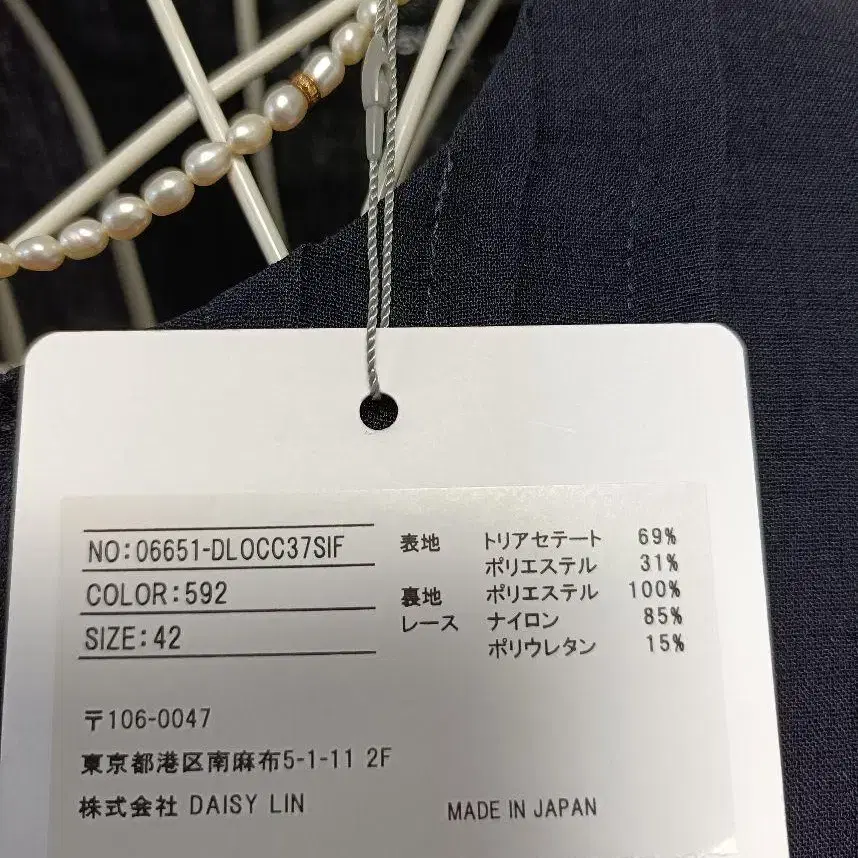 NO:06651-DLOCC37SIF
COLOR:592
SIZE:42
表地 トリアセテート 69%
ポリエステル 31%
裏地 ポリエステル 100%
レース ナイロン 85%
ポリウレタン 15%
〒106-0047
東京都港区南麻布5-1-11 2F
株式会社 DAISY LIN
MADE IN JAPAN